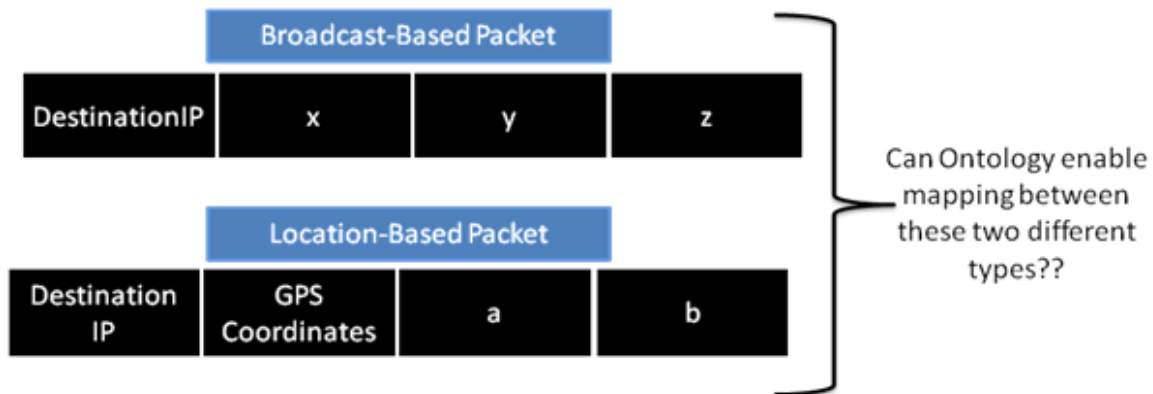 Broadcast-Based Packet
DestinationIP x y z
Can Ontology enable
mapping between
these two different
types??
Location-Based Packet
Destination
IP
GPS
Coordinates
a
b